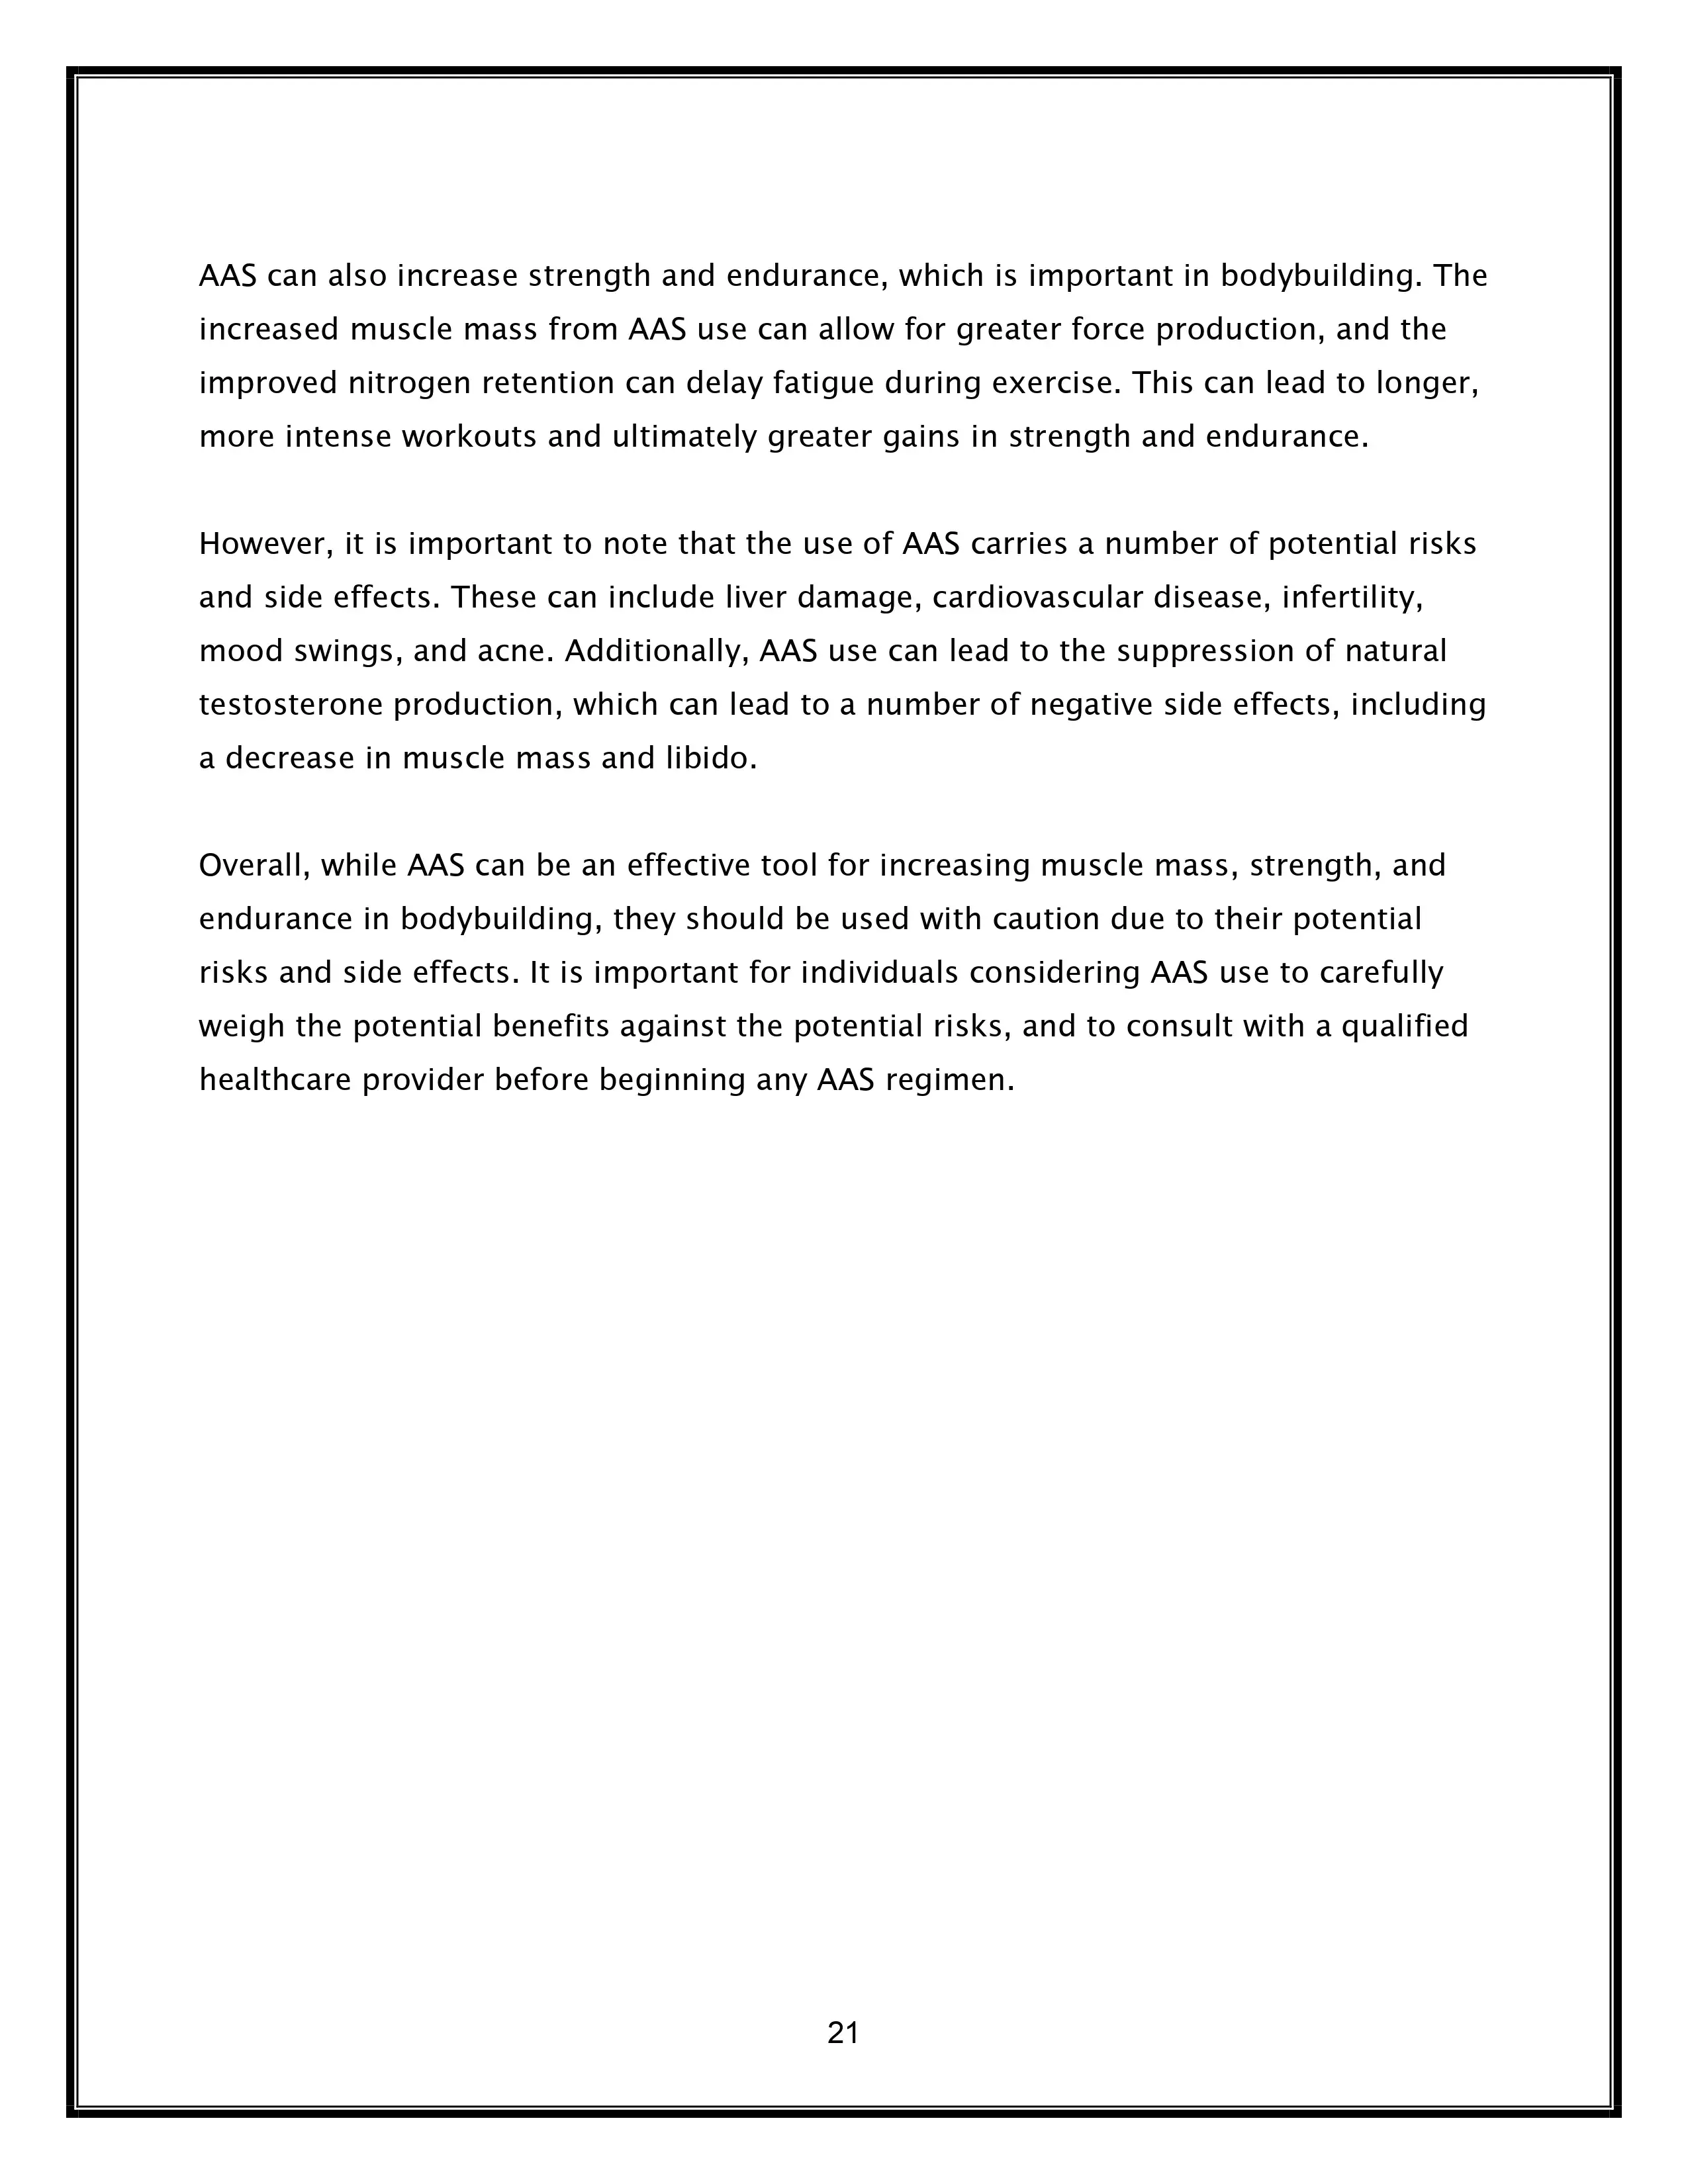 AAS can also increase strength and endurance, which is important in bodybuilding. The
increased muscle mass from AAS use can allow for greater force production, and the
improved nitrogen retention can delay fatigue during exercise. This can lead to longer,
more intense workouts and ultimately greater gains in strength and endurance.
However, it is important to note that the use of AAS carries a number of potential risks
and side effects. These can include liver damage, cardiovascular disease, infertility,
mood swings, and acne. Additionally, AAS use can lead to the suppression of natural
testosterone production, which can lead to a number of negative side effects, including
a decrease in muscle mass and libido.
Overall, while AAS can be an effective tool for increasing muscle mass, strength, and
endurance in bodybuilding, they should be used with caution due to their potential
risks and side effects. It is important for individuals considering AAS use to carefully
weigh the potential benefits against the potential risks, and to consult with a qualified
healthcare provider before beginning any AAS regimen.
21